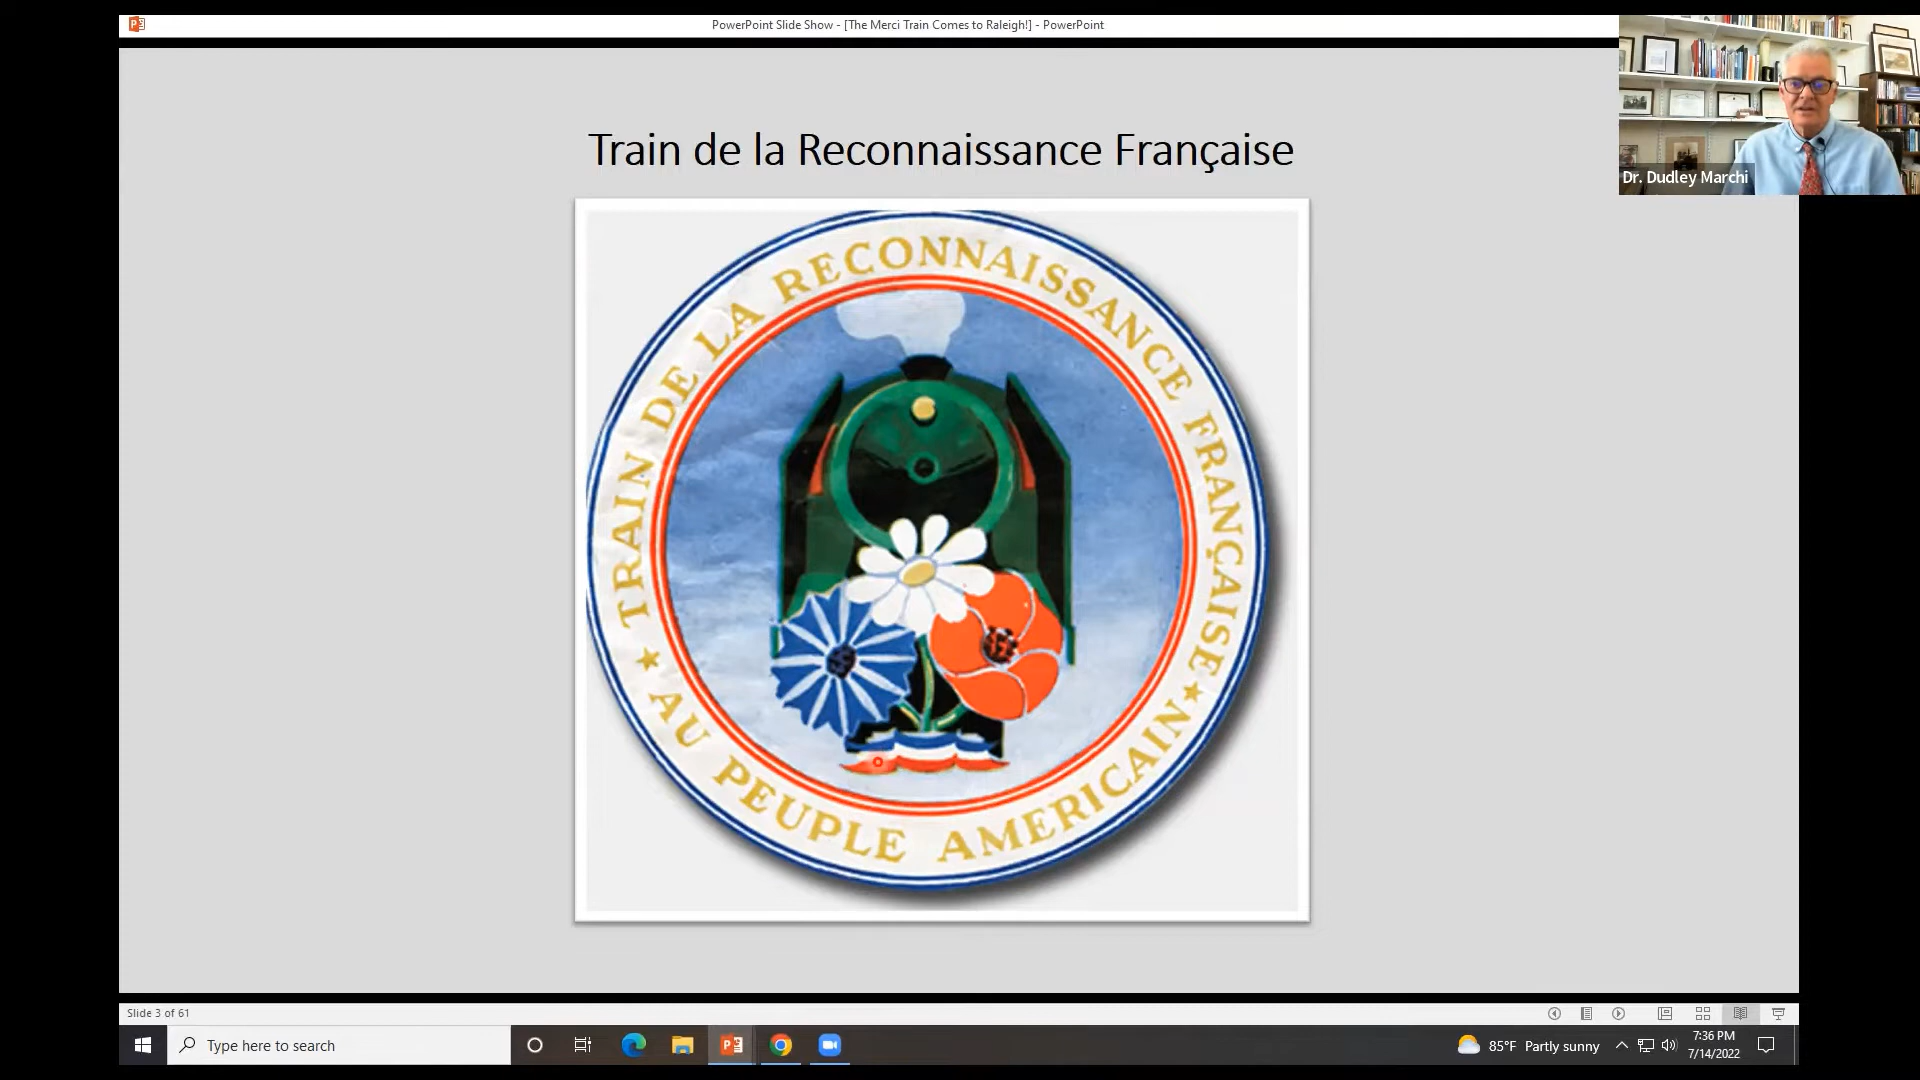 PowerPoint Slide Show - [The Merci Train Comes to Raleigh!] - PowerPoint
Dr. Dudley Marchi
Train de la Reconnaissance Française
TRAIN DE LA RECONNAISSANCE FRANÇAISE
★ AU PEUPLE AMERICAIN ★
Slide 3 of 61
Type here to search
85°F Partly sunny
7:36 PM
7/14/2022